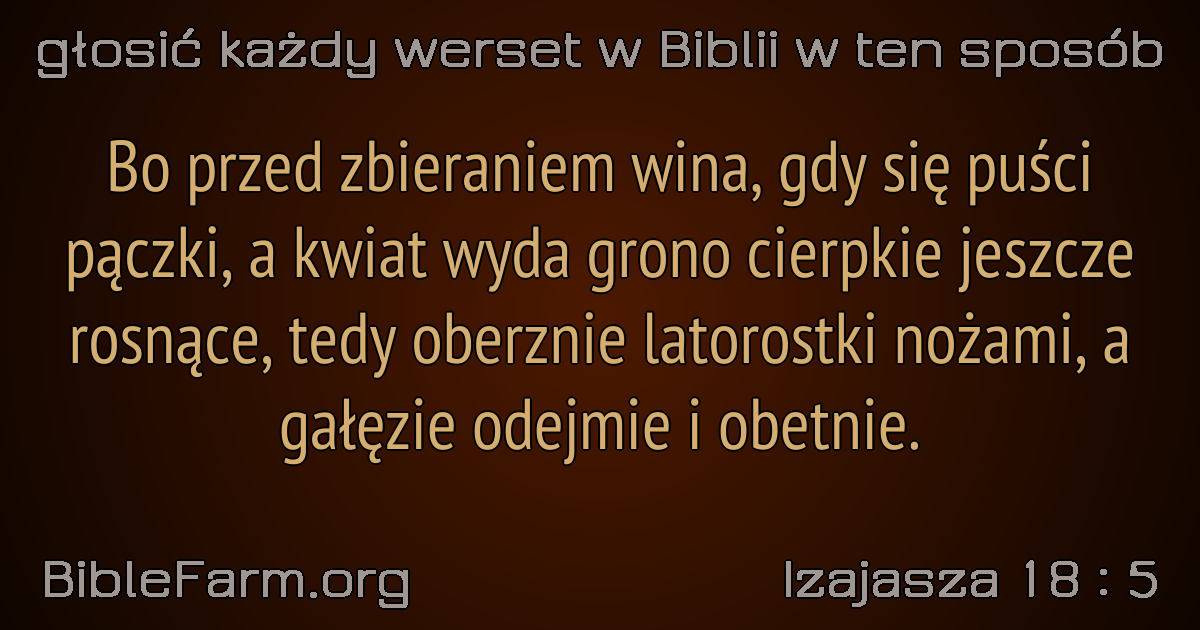 głosić każdy werset w Biblii w ten sposób
Bo przed zbieraniem wina, gdy się puści
pączki, a kwiat wyda grono cierpkie jeszcze
rosnące, tedy oberznie latorostki nożami, a
gałęzie odejmie i obetnie.
BibleFarm.org
Izajasza 18 : 5